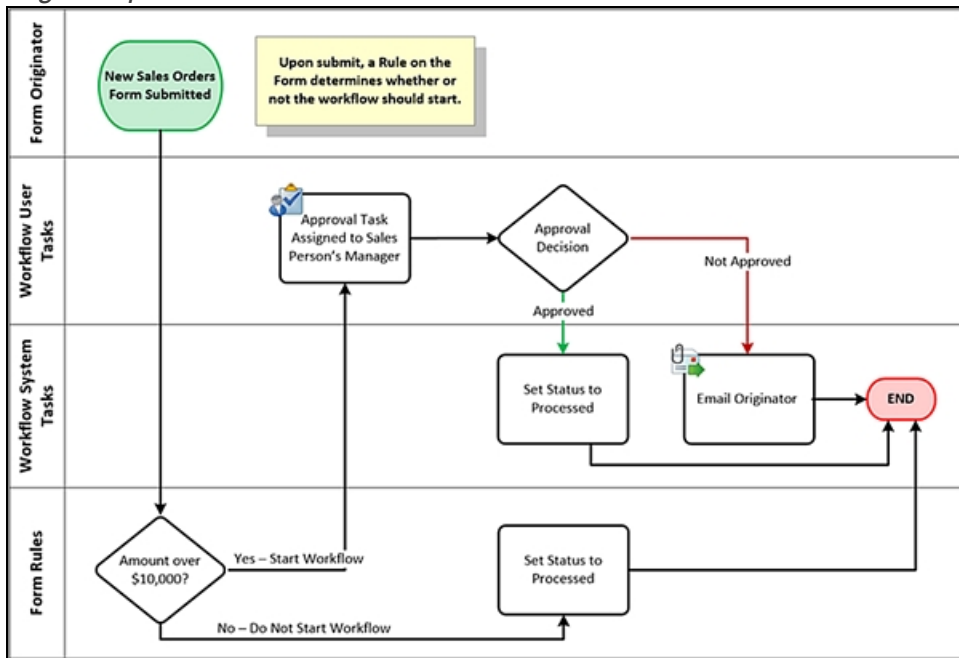 Form Originator
New Sales Orders
Form Submitted
Upon submit, a Rule on the
Form determines whether or
not the workflow should start.
Workflow User
Tasks
Approval Task
Assigned to Sales
Person's Manager
Approval
Decision
Not Approved
Approved
Workflow System
Tasks
Set Status to
Processed
Email Originator
END
Form Rules
Amount over
$10,000?
Yes – Start Workflow
Set Status to
Processed
No – Do Not Start Workflow